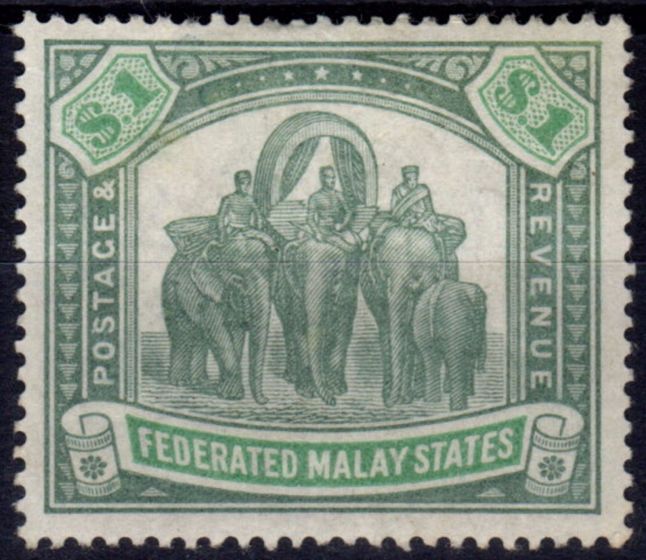 $.1
$.1
POSTAGE &
REVENUE
FEDERATED MALAY STATES